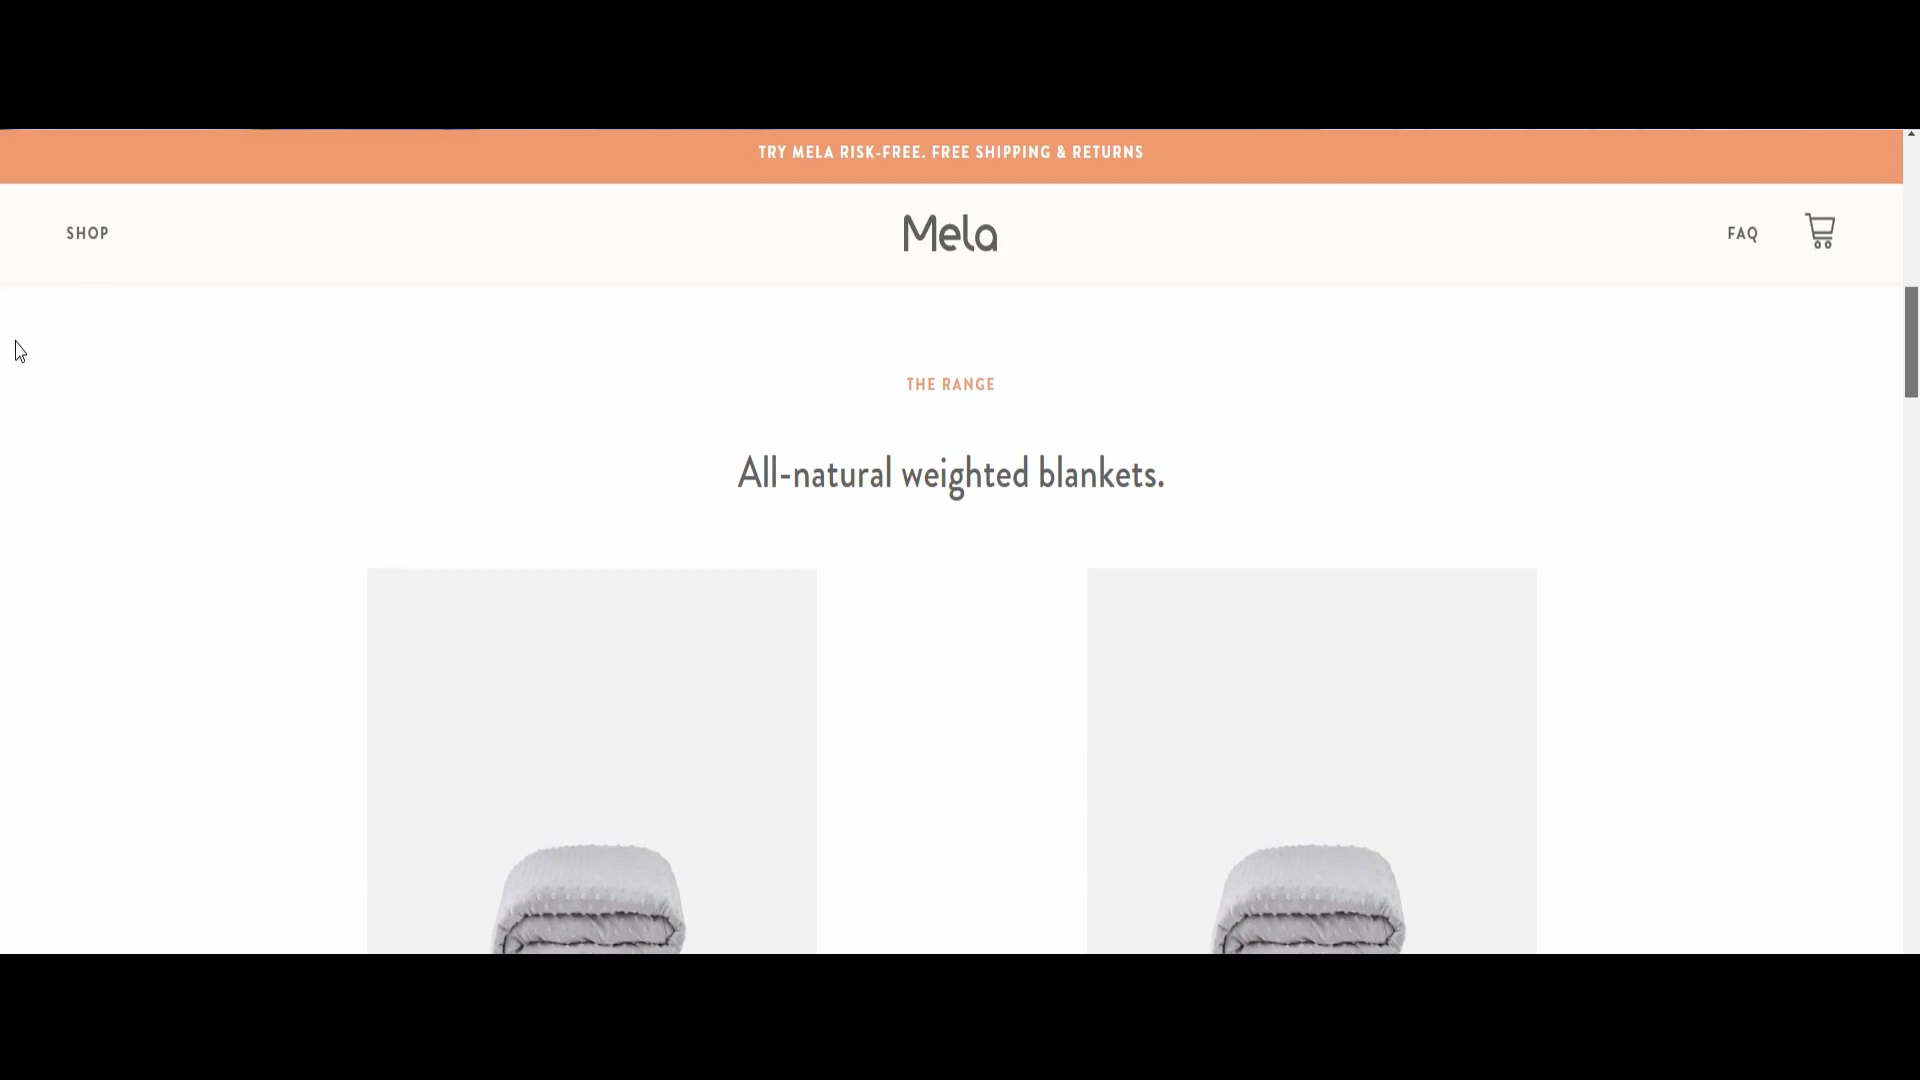 TRY MELA RISK-FREE. FREE SHIPPING & RETURNS
SHOP
Mela
FAQ
THE RANGE
All-natural weighted blankets.